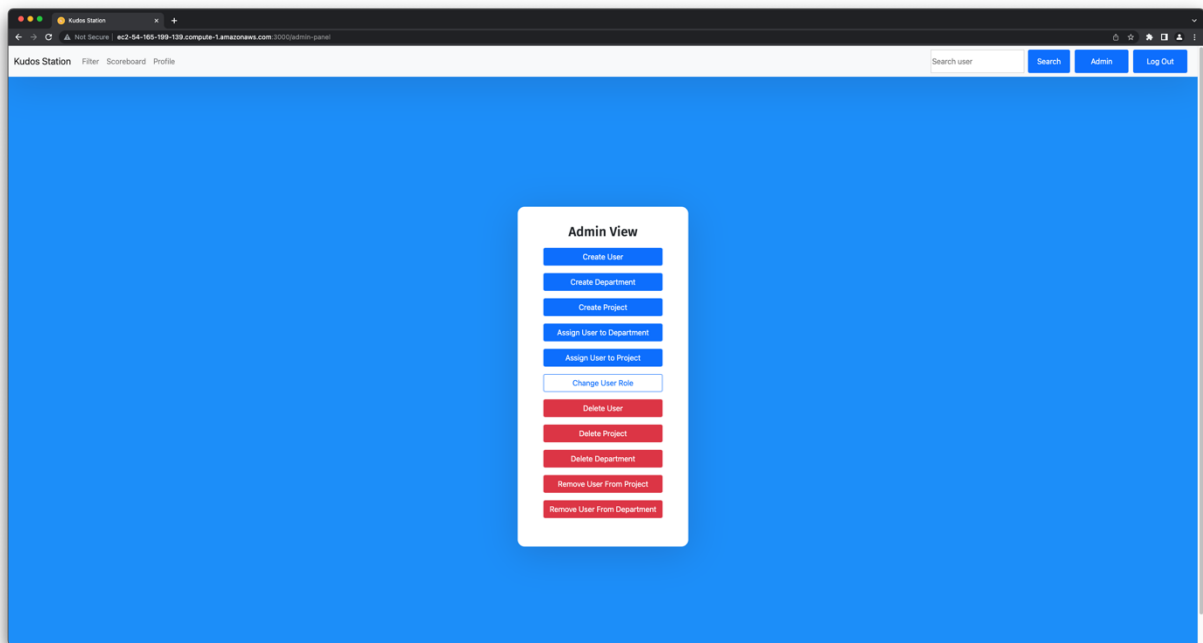 Kudos Station
Not Secure | ec2-54-165-199-139.compute-1.amazonaws.com:3000/admin-panel
Kudos Station Filter Scoreboard Profile Search user Search Admin Log Out
Admin View
Create User
Create Department
Create Project
Assign User to Department
Assign User to Project
Change User Role
Delete User
Delete Project
Delete Department
Remove User From Project
Remove User From Department